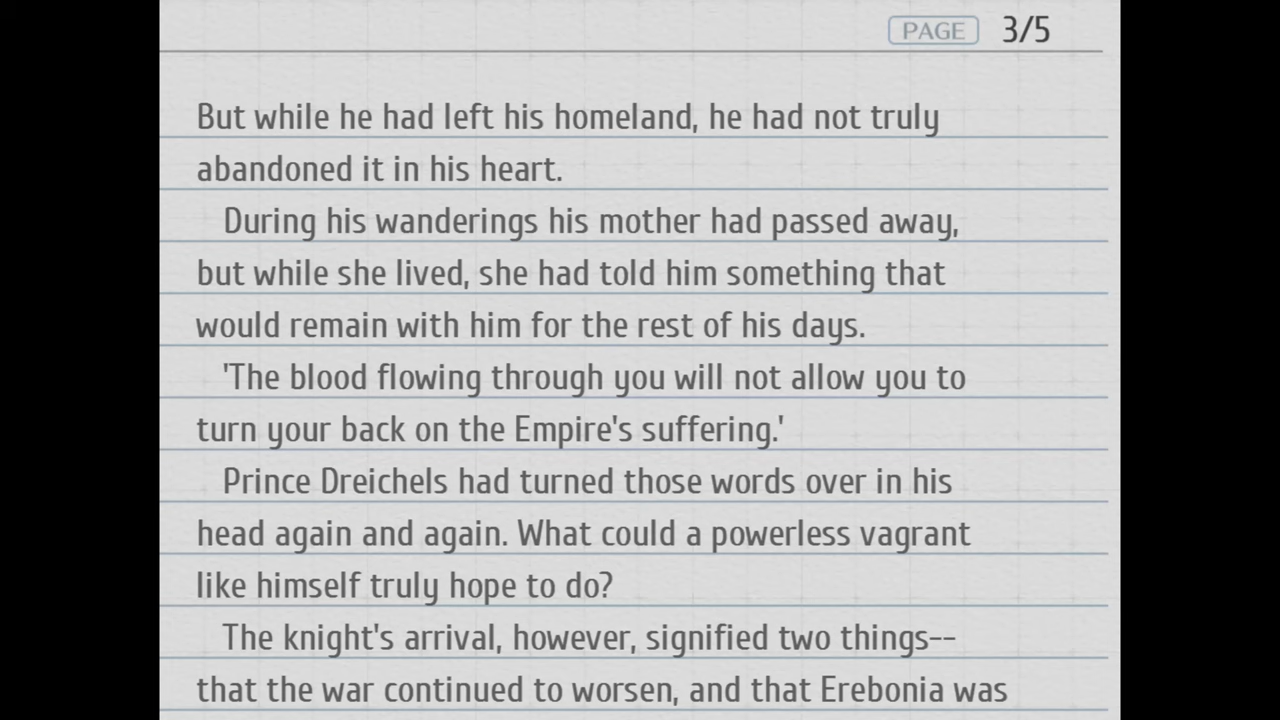 PAGE 3/5
But while he had left his homeland, he had not truly
abandoned it in his heart.
During his wanderings his mother had passed away,
but while she lived, she had told him something that
would remain with him for the rest of his days.
'The blood flowing through you will not allow you to
turn your back on the Empire's suffering.'
Prince Dreichels had turned those words over in his
head again and again. What could a powerless vagrant
like himself truly hope to do?
The knight's arrival, however, signified two things--
that the war continued to worsen, and that Erebonia was